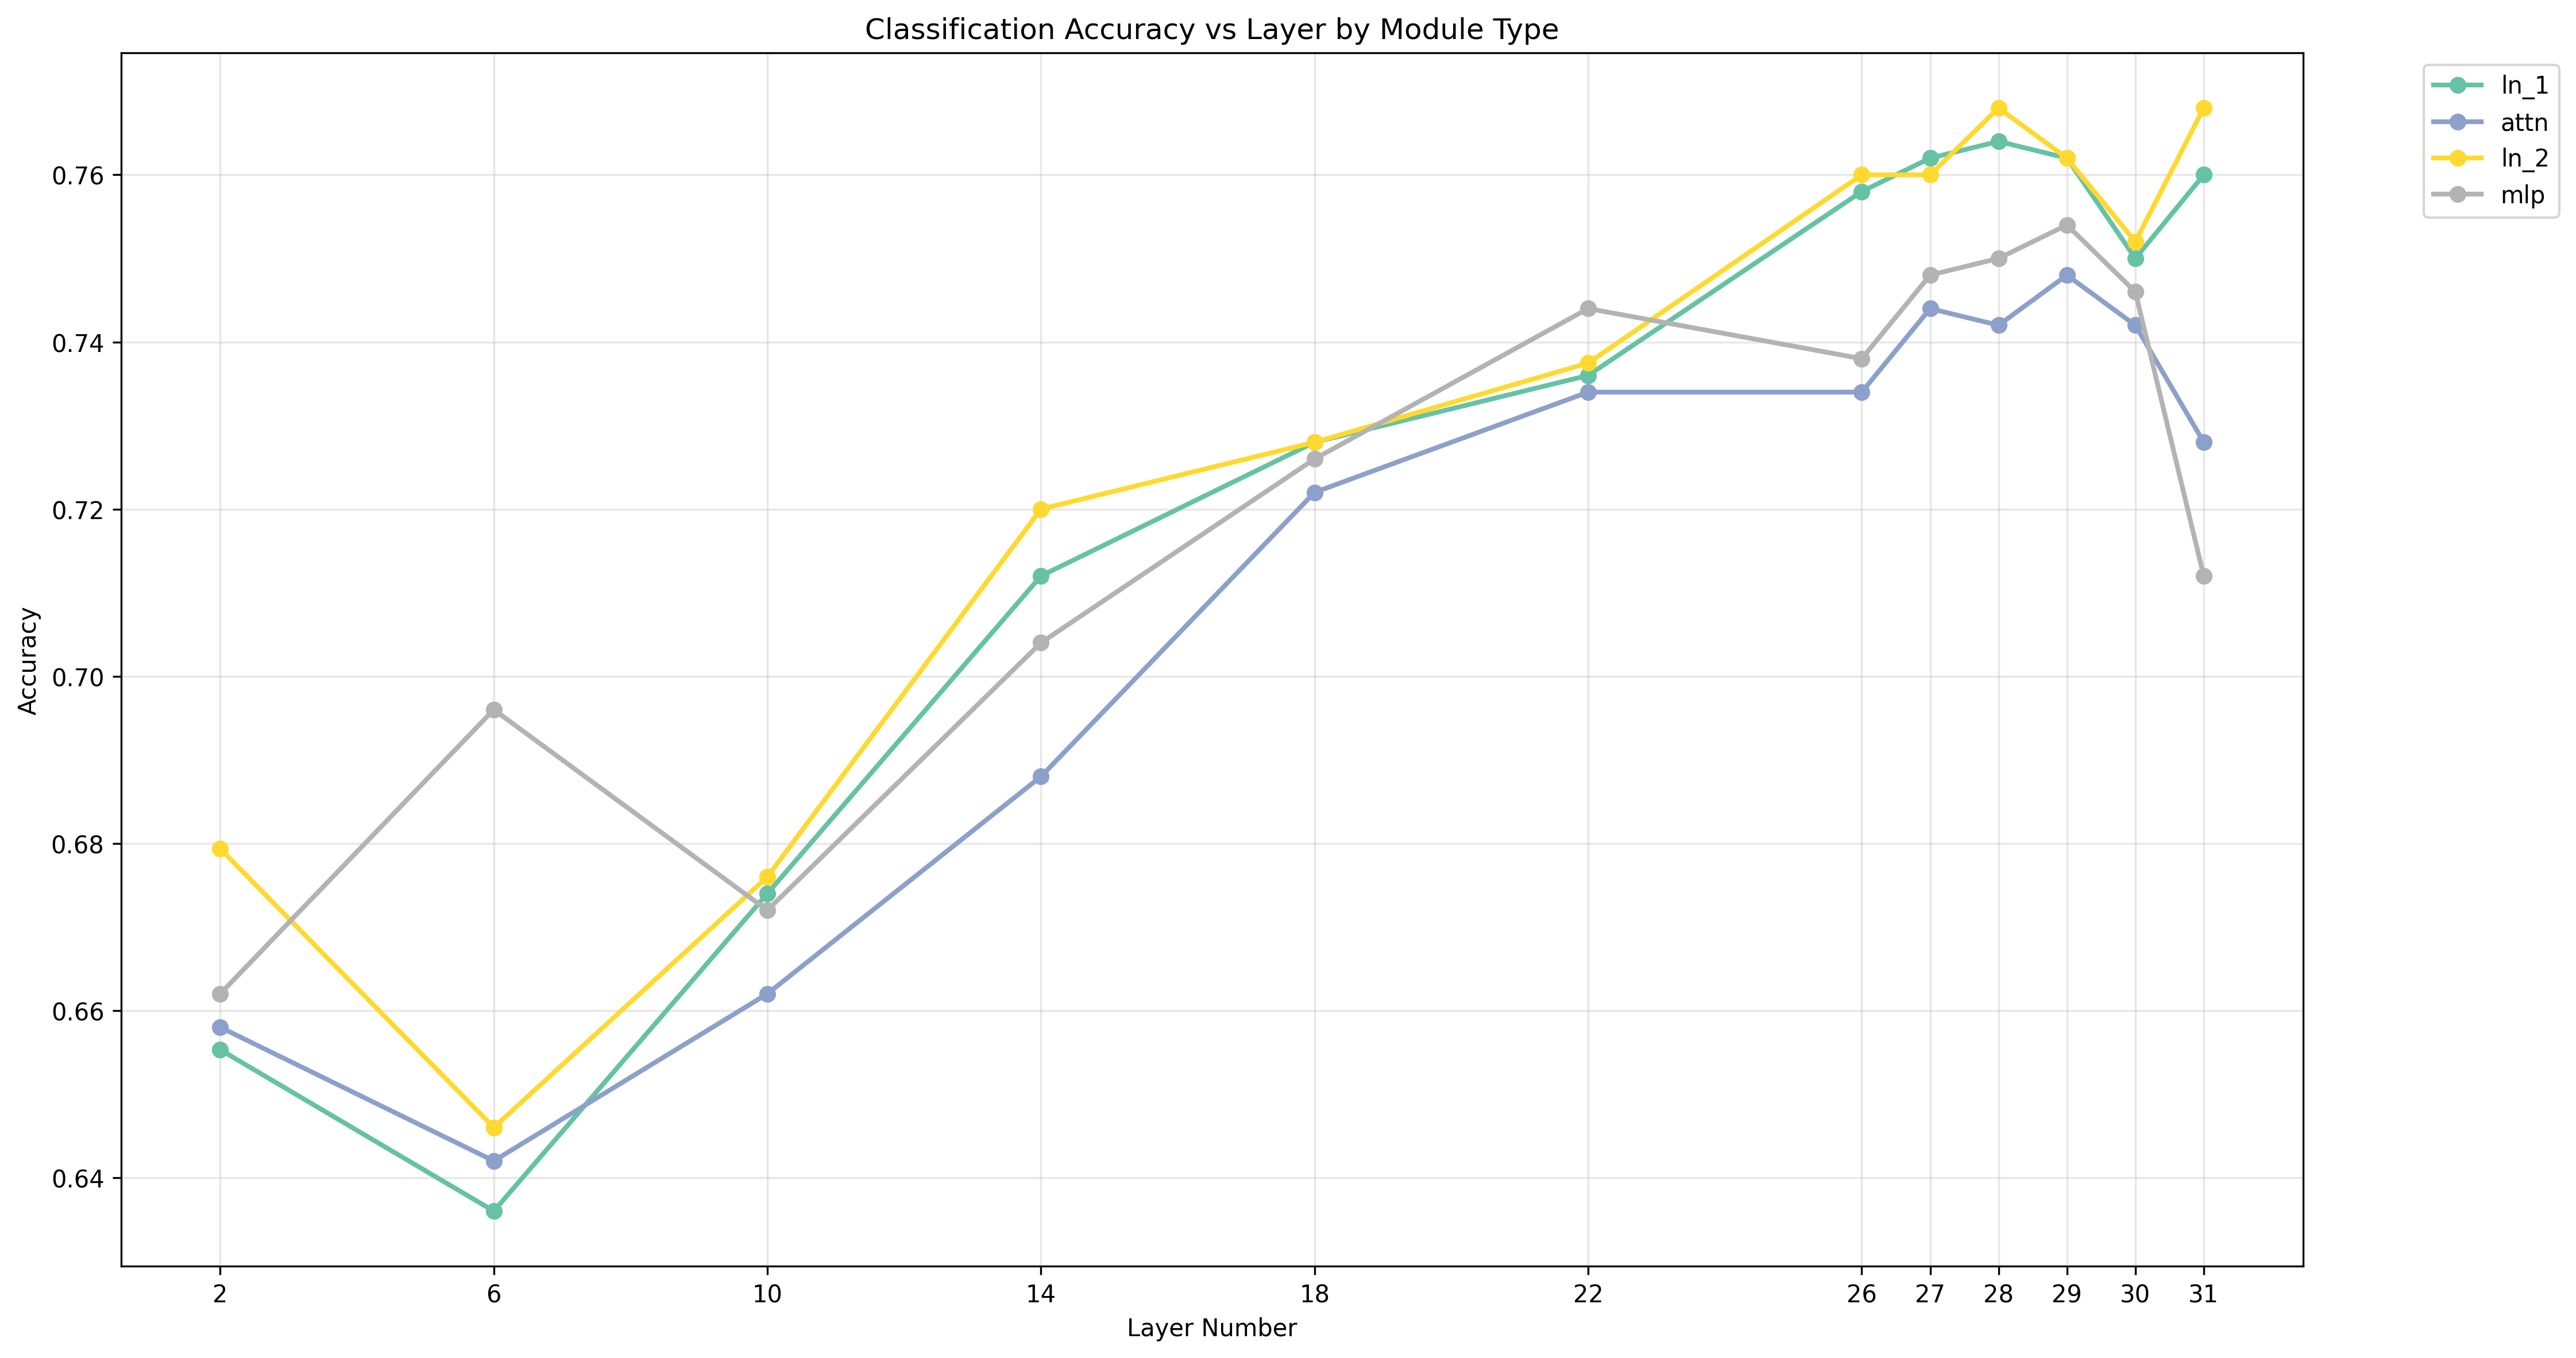 Classification Accuracy vs Layer by Module Type
ln_1
attn
ln_2
mlp
Accuracy
0.76
0.74
0.72
0.70
0.68
0.66
0.64
2 6 10 14 18 22 26 27 28 29 30 31
Layer Number